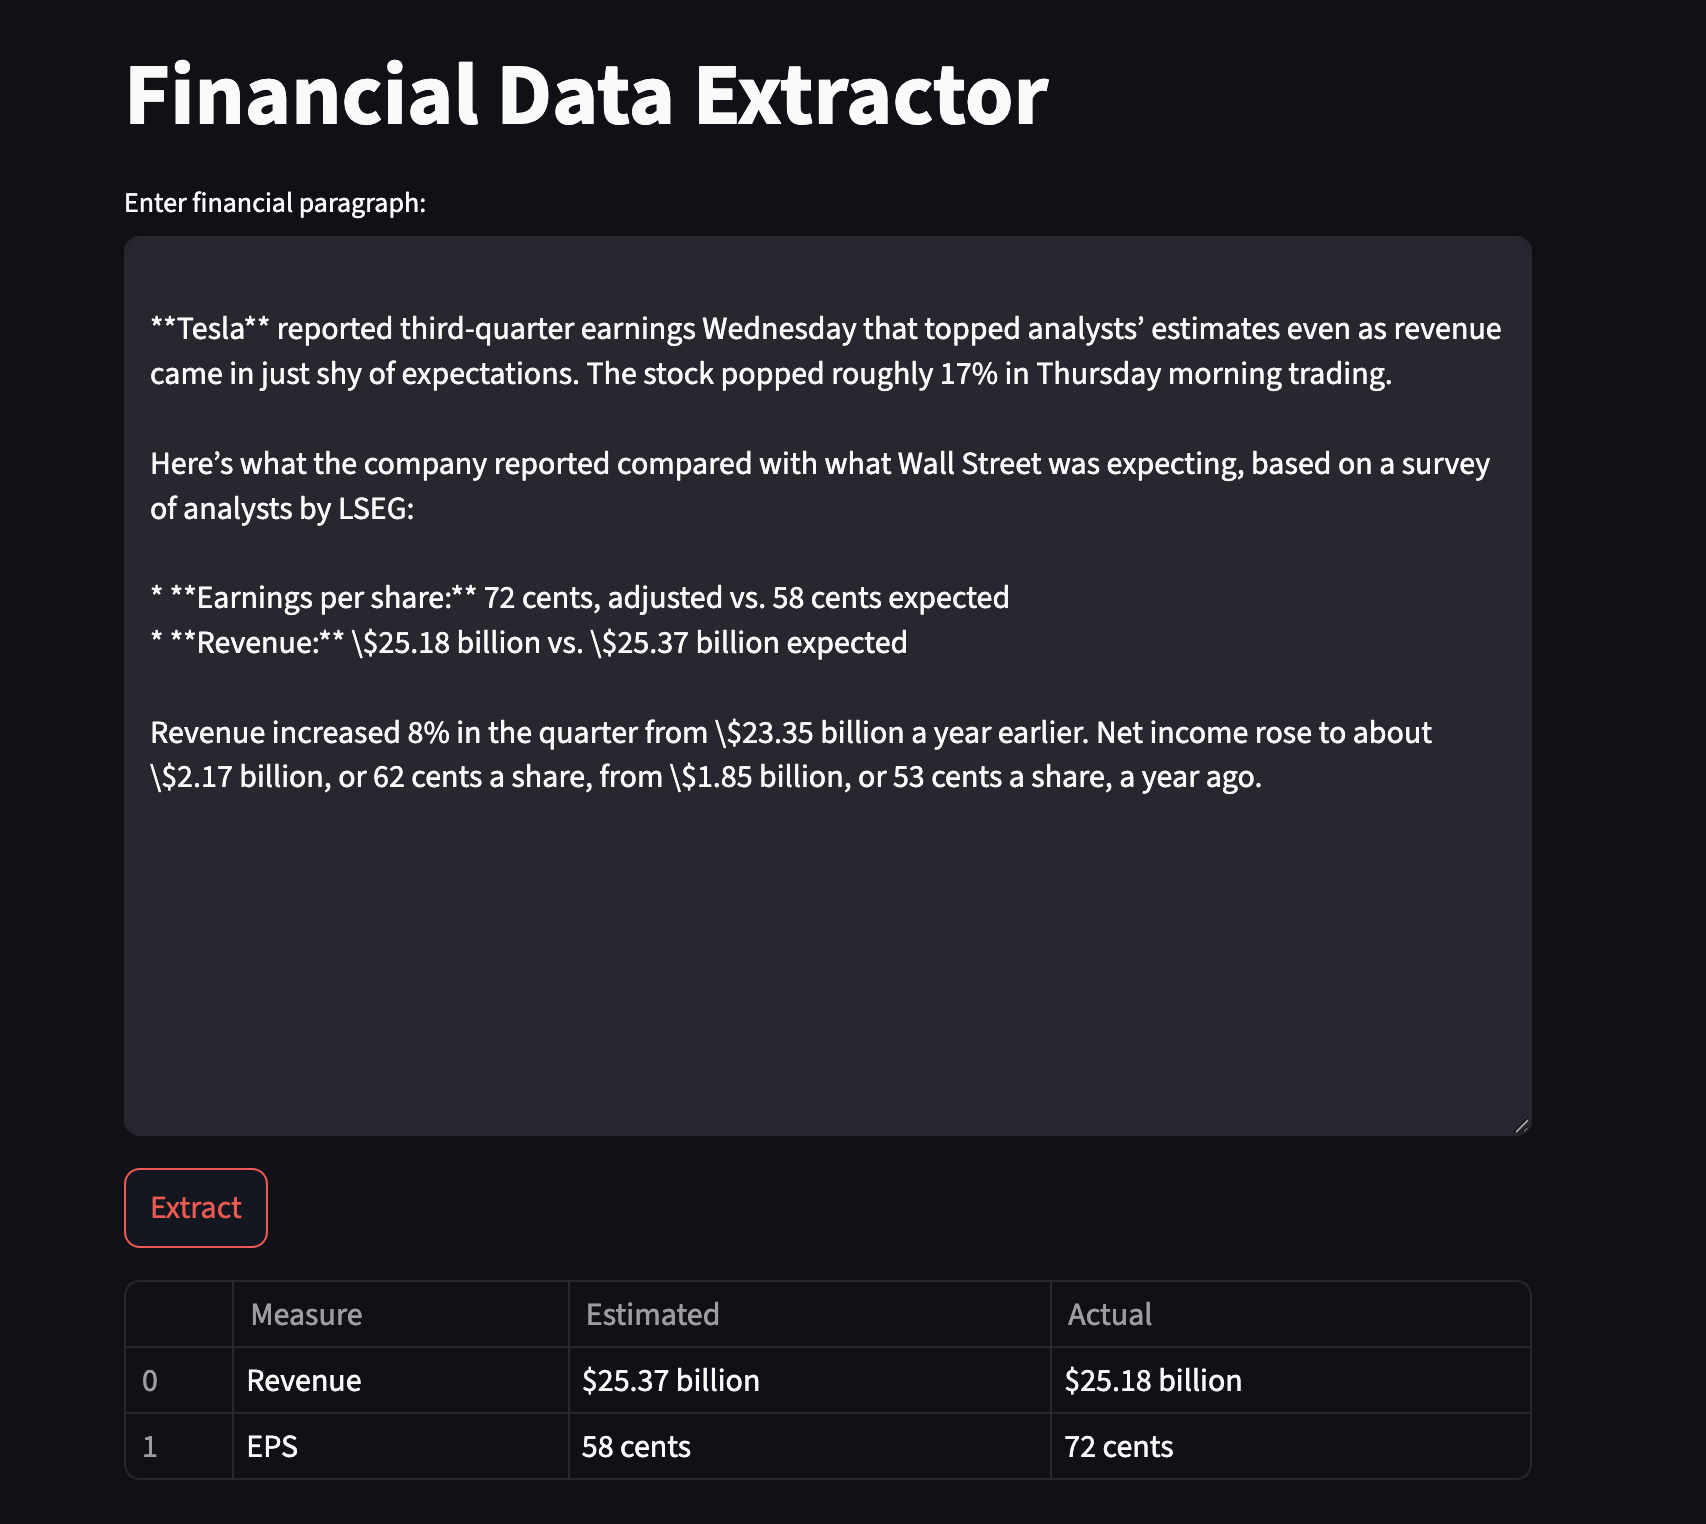 Financial Data Extractor
Enter financial paragraph:
**Tesla** reported third-quarter earnings Wednesday that topped analysts’ estimates even as revenue
came in just shy of expectations. The stock popped roughly 17% in Thursday morning trading.
Here’s what the company reported compared with what Wall Street was expecting, based on a survey
of analysts by LSEG:
* **Earnings per share:** 72 cents, adjusted vs. 58 cents expected
* **Revenue:** \$25.18 billion vs. \$25.37 billion expected
Revenue increased 8% in the quarter from \$23.35 billion a year earlier. Net income rose to about
\$2.17 billion, or 62 cents a share, from \$1.85 billion, or 53 cents a share, a year ago.
Extract
Measure Estimated Actual
0 Revenue $25.37 billion $25.18 billion
1 EPS 58 cents 72 cents